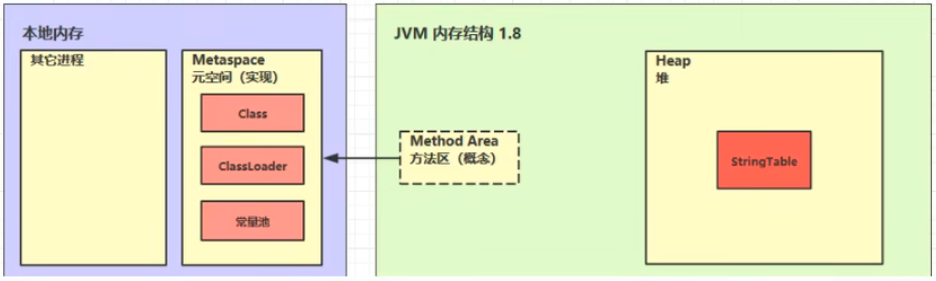 本地内存
其它进程
Metaspace
元空间（实现）
Class
ClassLoader
常量池
JVM 内存结构 1.8
Method Area
方法区（概念）
Heap
堆
StringTable